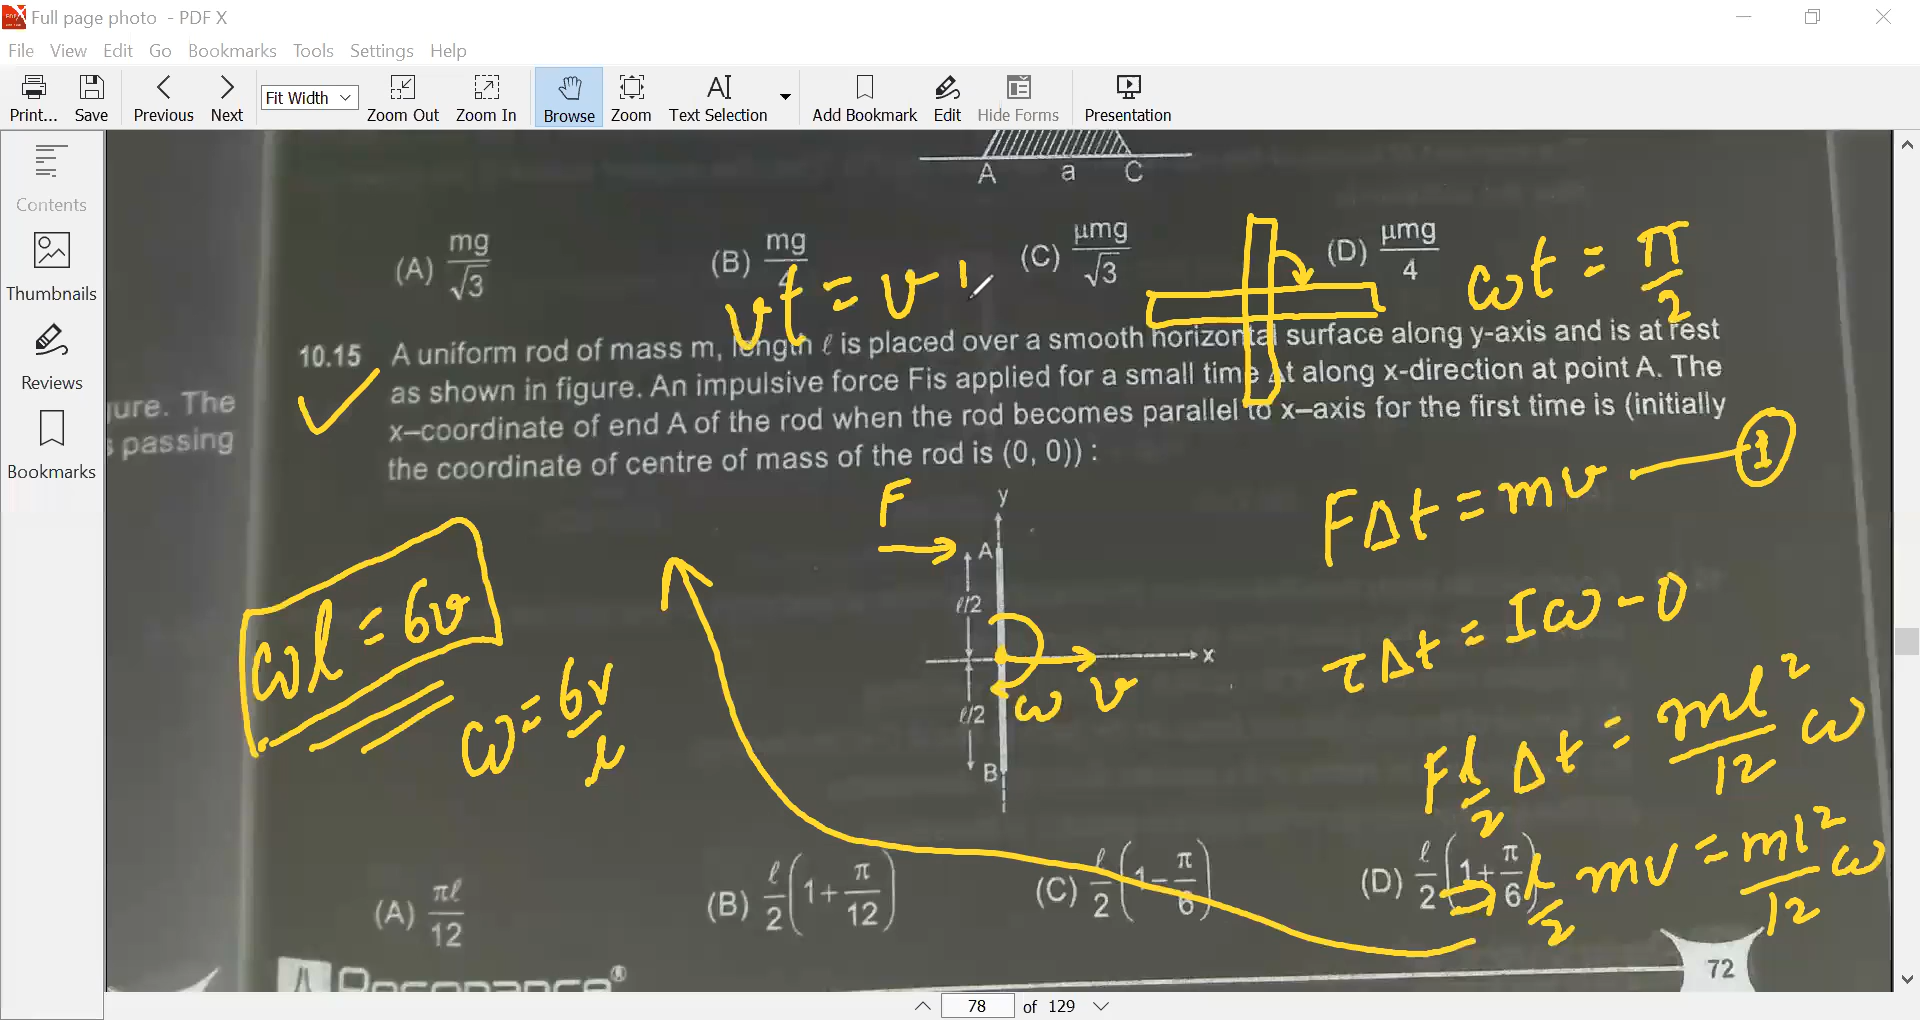 Full page photo - PDF X
File View Edit Go Bookmarks Tools Settings Help
Print... Save Previous Next Fit Width Zoom Out Zoom In Browse Zoom Text Selection Add Bookmark Edit Hide Forms Presentation
Contents
Thumbnails
Reviews
Bookmarks
A a C
(A) mg/√3 (B) mg/4 (C) μmg/√3 (D) μmg/4
vt = v
ωt = π/2
10.15 A uniform rod of mass m, length ℓ is placed over a smooth horizontal surface along y-axis and is at rest
as shown in figure. An impulsive force Fis applied for a small time Δt along x-direction at point A. The
x–coordinate of end A of the rod when the rod becomes parallel to x–axis for the first time is (initially
the coordinate of centre of mass of the rod is (0, 0)) :
gure. The
s passing
F
y
A
ℓ/2
x
ω v
ℓ/2
B
FΔt = mv 1
τΔt = Iω - 0
F l/2 Δt = ml²/12 ω
l/2 mv = ml²/12 ω
ωl = 6v
ω = 6v/l
(A) πℓ/12 (B) ℓ/2(1+π/12) (C) ℓ/2(1–π/6) (D) ℓ/2(1+π/6)
Resonance®
72
78 of 129